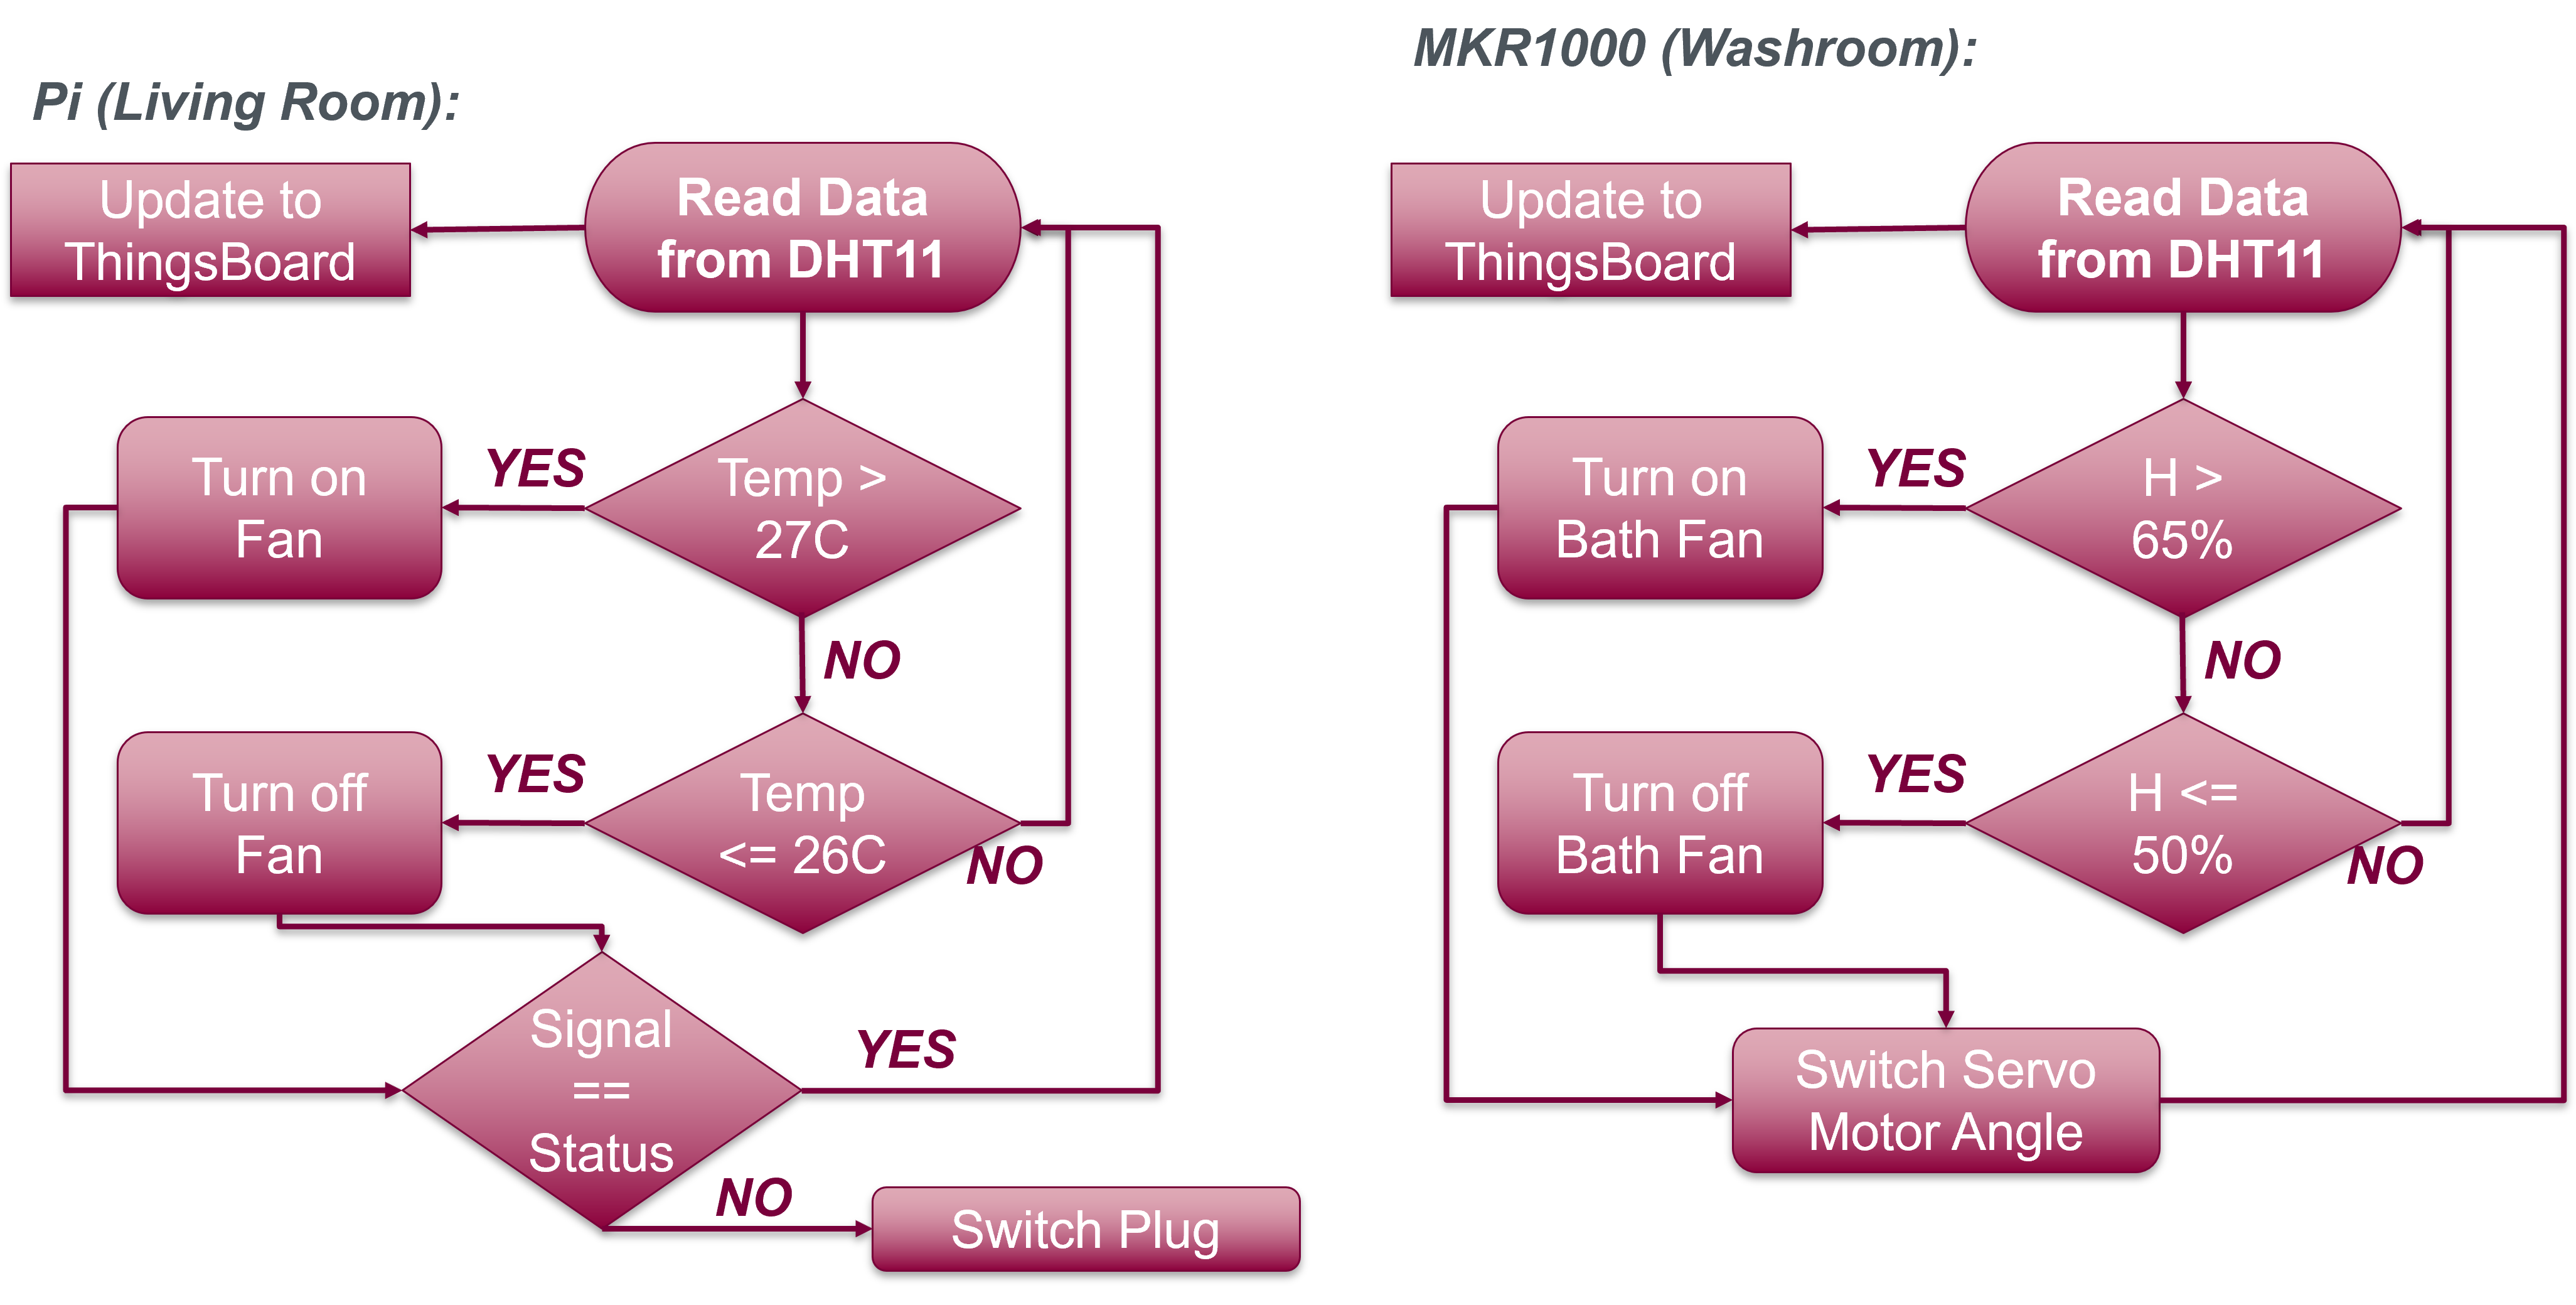 Pi (Living Room):
Update to
ThingsBoard
Read Data
from DHT11
Turn on
Fan
YES
Temp >
27C
NO
Turn off
Fan
YES
Temp
<= 26C
NO
Signal
==
Status
YES
NO
Switch Plug
MKR1000 (Washroom):
Update to
ThingsBoard
Read Data
from DHT11
Turn on
Bath Fan
YES
H >
65%
NO
Turn off
Bath Fan
YES
H <=
50%
NO
Switch Servo
Motor Angle